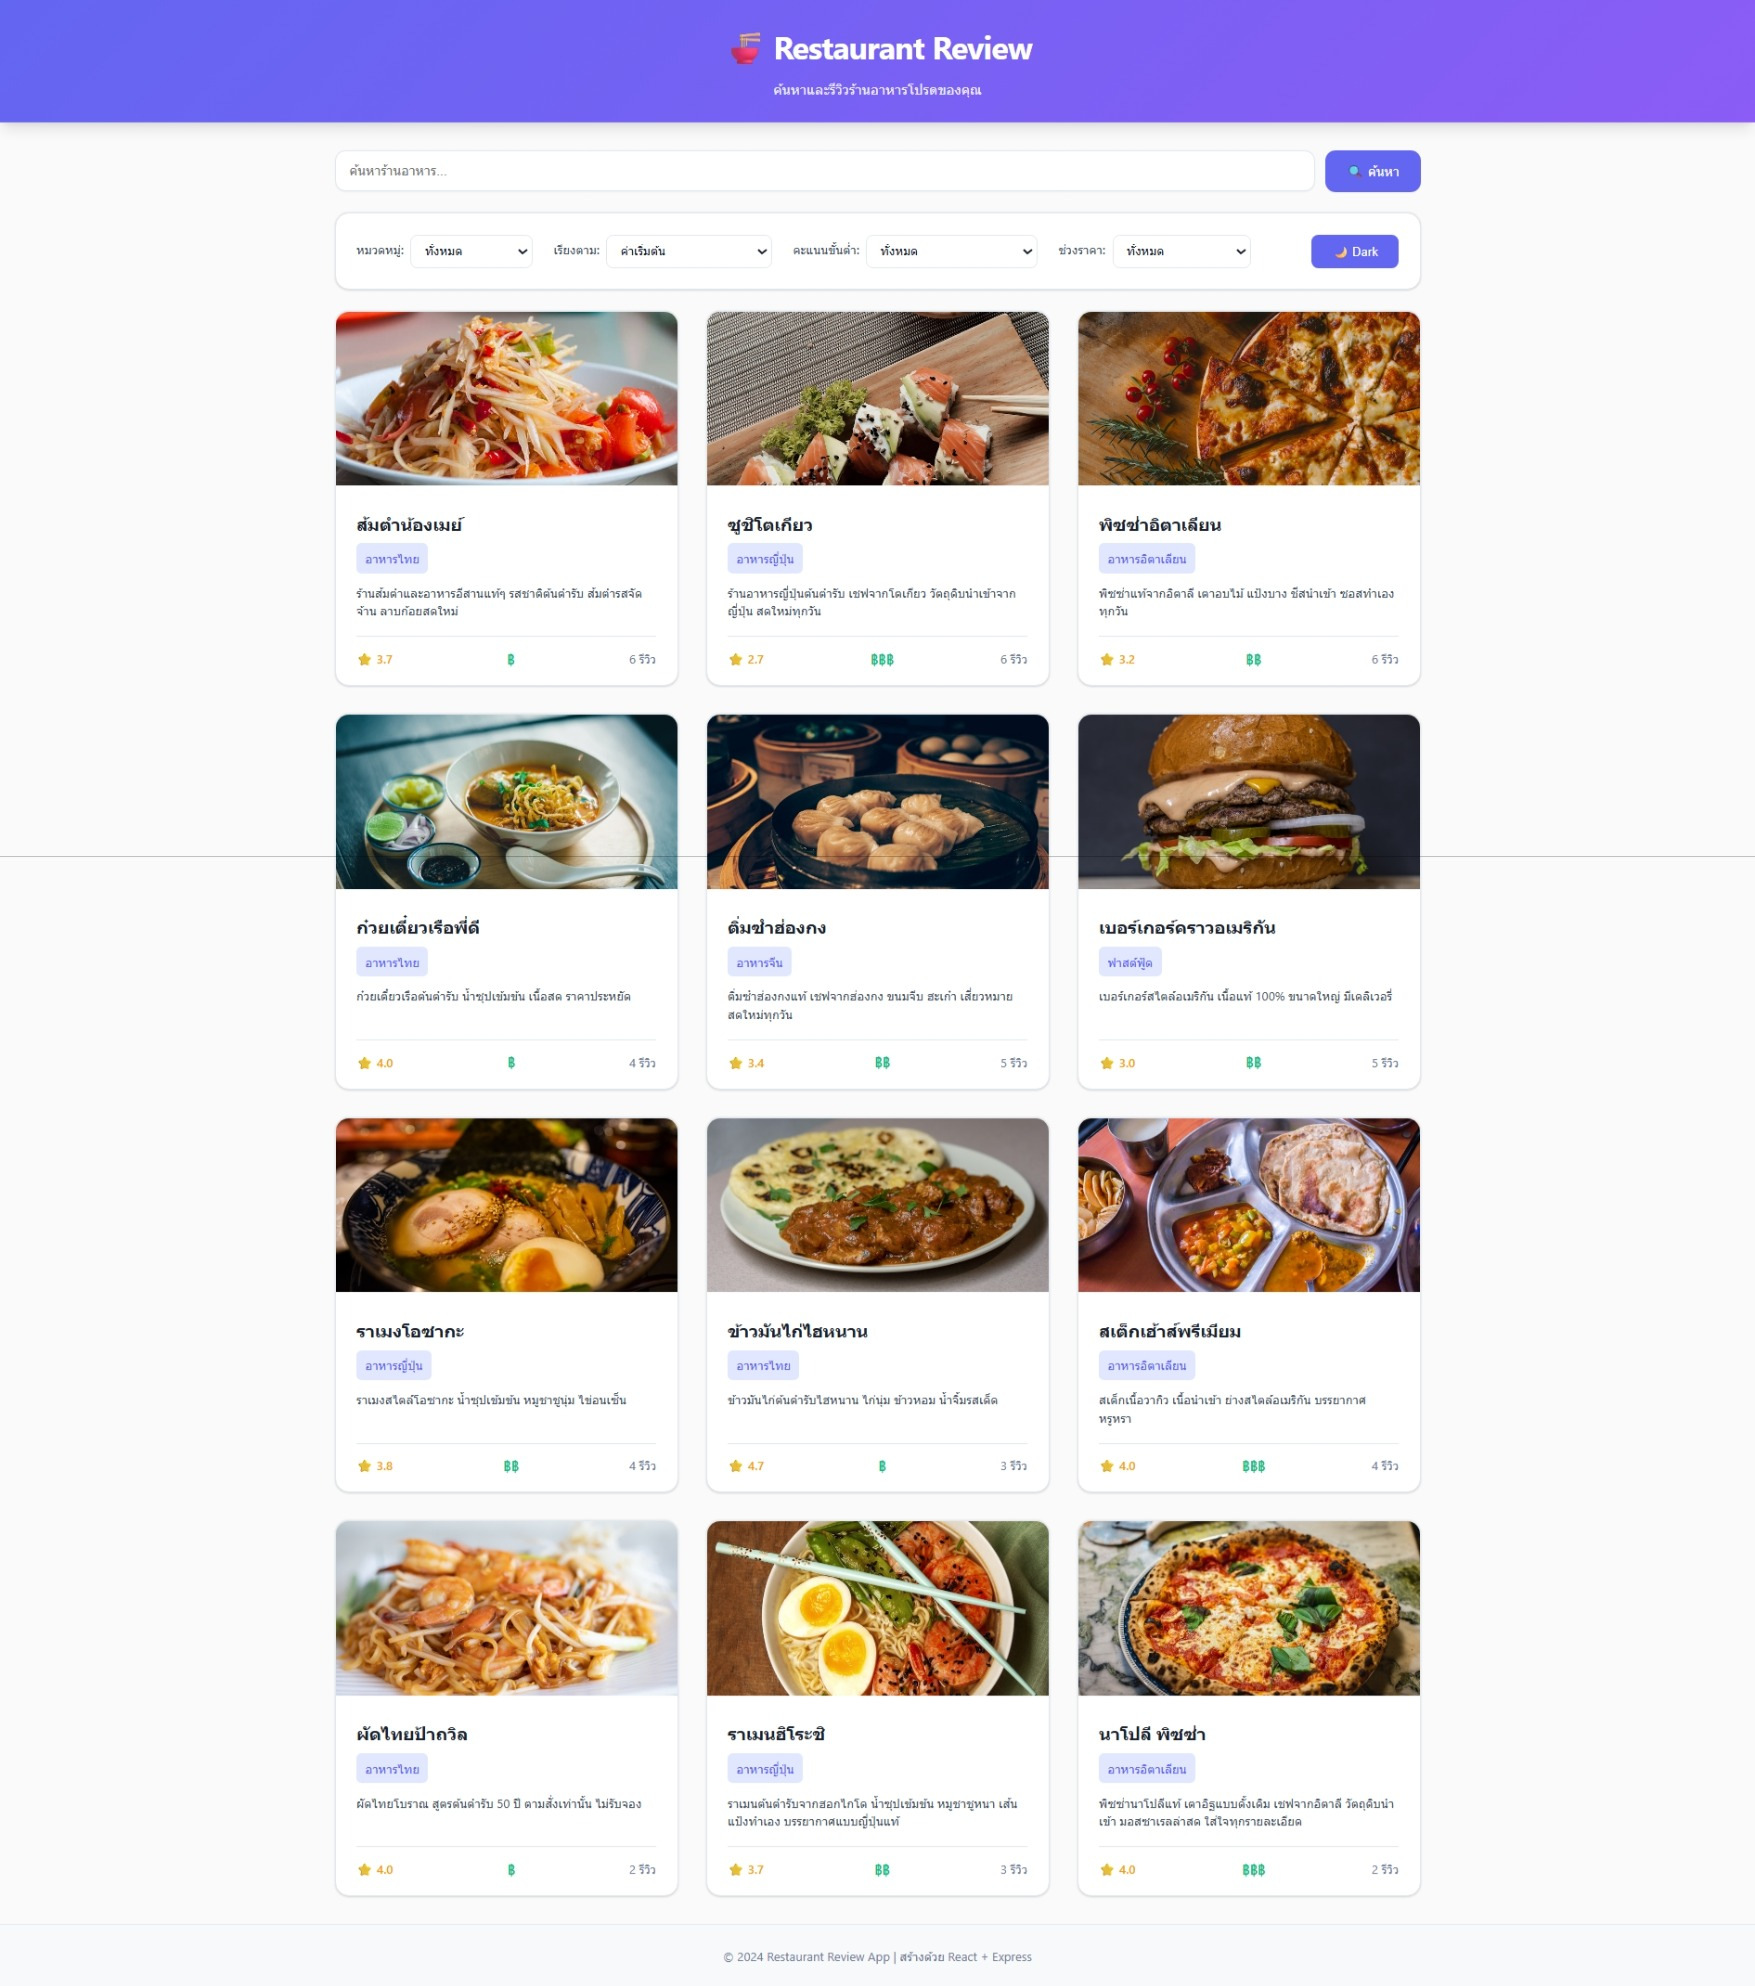 Restaurant Review
ค้นหาและรีวิวร้านอาหารโปรดของคุณ
ค้นหาร้านอาหาร...
ค้นหา
หมวดหมู่: ทั้งหมด เรียงตาม: ค่าเริ่มต้น คะแนนขั้นต่ำ: ทั้งหมด ช่วงราคา: ทั้งหมด Dark
ส้มตำน้องเมย์
อาหารไทย
ร้านส้มตำและอาหารอีสานแท้ๆ รสชาติต้นตำรับ ส้มตำรสจัด
จ้าน ลาบก้อยสดใหม่
3.7 ฿ 6 รีวิว
ซูชิโตเกียว
อาหารญี่ปุ่น
ร้านอาหารญี่ปุ่นต้นตำรับ เชฟจากโตเกียว วัตถุดิบนำเข้าจาก
ญี่ปุ่น สดใหม่ทุกวัน
2.7 ฿฿฿ 6 รีวิว
พิซซ่าอิตาเลียน
อาหารอิตาเลียน
พิซซ่าแท้จากอิตาลี เตาอบไม้ แป้งบาง ชีสนำเข้า ซอสทำเอง
ทุกวัน
3.2 ฿฿ 6 รีวิว
ก๋วยเตี๋ยวเรือพี่ดี
อาหารไทย
ก๋วยเตี๋ยวเรือต้นตำรับ น้ำซุปเข้มข้น เนื้อสด ราคาประหยัด
4.0 ฿ 4 รีวิว
ติ่มซำฮ่องกง
อาหารจีน
ติ่มซำฮ่องกงแท้ เชฟจากฮ่องกง ขนมจีบ ฮะเก๋า เสี่ยวหมาย
สดใหม่ทุกวัน
3.4 ฿฿ 5 รีวิว
เบอร์เกอร์คราวอเมริกัน
ฟาสต์ฟู้ด
เบอร์เกอร์สไตล์อเมริกัน เนื้อแท้ 100% ขนาดใหญ่ มีเดลิเวอรี่
3.0 ฿฿ 5 รีวิว
ราเมงโอซากะ
อาหารญี่ปุ่น
ราเมงสไตล์โอซากะ น้ำซุปเข้มข้น หมูชาชูนุ่ม ไข่ออนเซ็น
3.8 ฿฿ 4 รีวิว
ข้าวมันไก่ไฮหนาน
อาหารไทย
ข้าวมันไก่ต้นตำรับไฮหนาน ไก่นุ่ม ข้าวหอม น้ำจิ้มรสเด็ด
4.7 ฿ 3 รีวิว
สเต็กเฮ้าส์พรีเมียม
อาหารอิตาเลียน
สเต็กเนื้อวากิว เนื้อนำเข้า ย่างสไตล์อเมริกัน บรรยากาศ
หรูหรา
4.0 ฿฿฿ 4 รีวิว
ผัดไทยป้าถวิล
อาหารไทย
ผัดไทยโบราณ สูตรต้นตำรับ 50 ปี ตามสั่งเท่านั้น ไม่รับจอง
4.0 ฿ 2 รีวิว
ราเมนฮิโระชิ
อาหารญี่ปุ่น
ราเมนต้นตำรับจากฮอกไกโด น้ำซุปเข้มข้น หมูชาชูหนา เส้น
แป้งทำเอง บรรยากาศแบบญี่ปุ่นแท้
3.7 ฿฿ 3 รีวิว
นาโปลี พิซซ่า
อาหารอิตาเลียน
พิซซ่านาโปลีแท้ เตาอิฐแบบดั้งเดิม เชฟจากอิตาลี วัตถุดิบนำ
เข้า มอสซาเรลล่าสด ใส่ใจทุกรายละเอียด
4.0 ฿฿฿ 2 รีวิว
© 2024 Restaurant Review App | สร้างด้วย React + Express